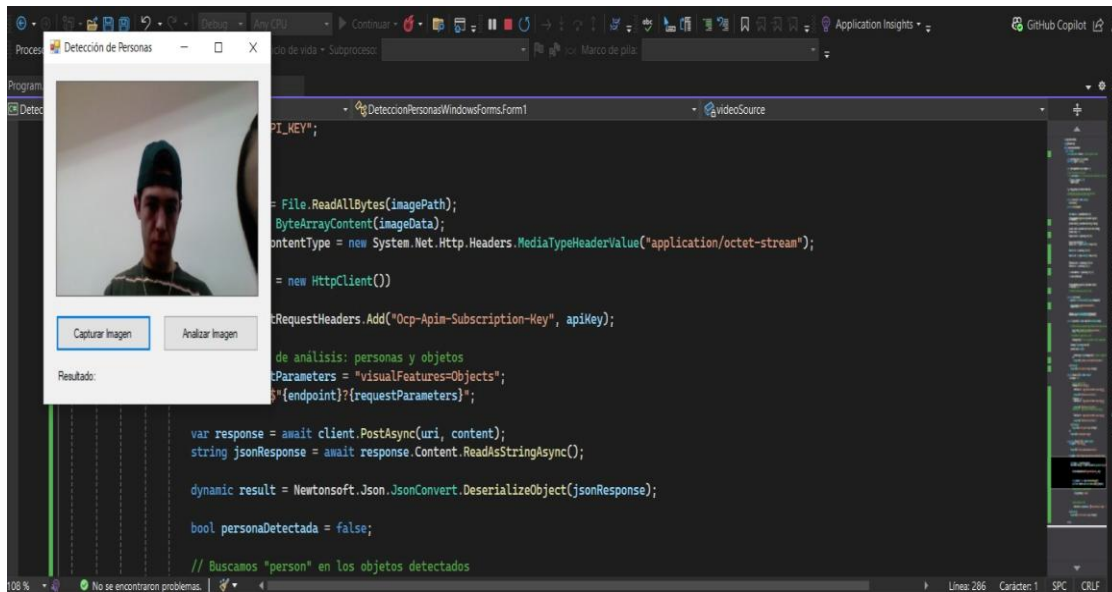 Debug
Any CPU
Continuar
Application Insights
GitHub Copilot
Detección de Personas
Proces
ciclo de vida
Subproceso:
Marco de pila:
Program.
Detec
DeteccionPersonasWindowsForms.Form1
videoSource
PI_KEY";
= File.ReadAllBytes(imagePath);
ByteArrayContent(imageData);
ontentType = new System.Net.Http.Headers.MediaTypeHeaderValue("application/octet-stream");
= new HttpClient())
tRequestHeaders.Add("Ocp-Apim-Subscription-Key", apiKey);
Capturar Imagen
Analizar Imagen
de análisis: personas y objetos
tParameters = "visualFeatures=Objects";
Resultado:
$"{endpoint}?{requestParameters}";
var response = await client.PostAsync(uri, content);
string jsonResponse = await response.Content.ReadAsStringAsync();
dynamic result = Newtonsoft.Json.JsonConvert.DeserializeObject(jsonResponse);
bool personaDetectada = false;
// Buscamos "person" en los objetos detectados
108 %
No se encontraron problemas.
Línea: 286
Carácter: 1
SPC
CRLF